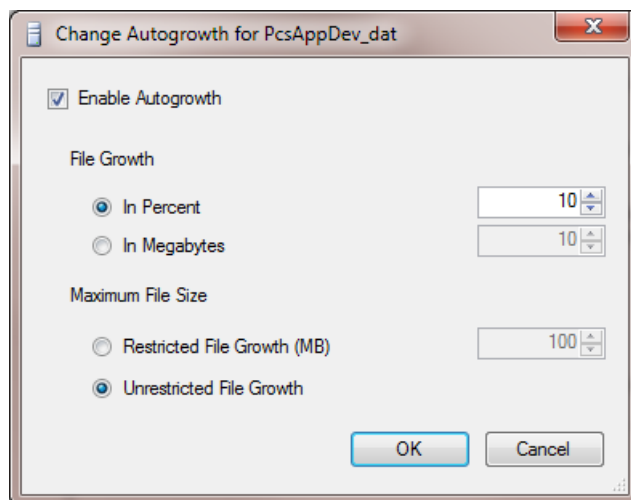 Change Autogrowth for PcsAppDev_dat
Enable Autogrowth
File Growth
In Percent 10
In Megabytes 10
Maximum File Size
Restricted File Growth (MB) 100
Unrestricted File Growth
OK Cancel